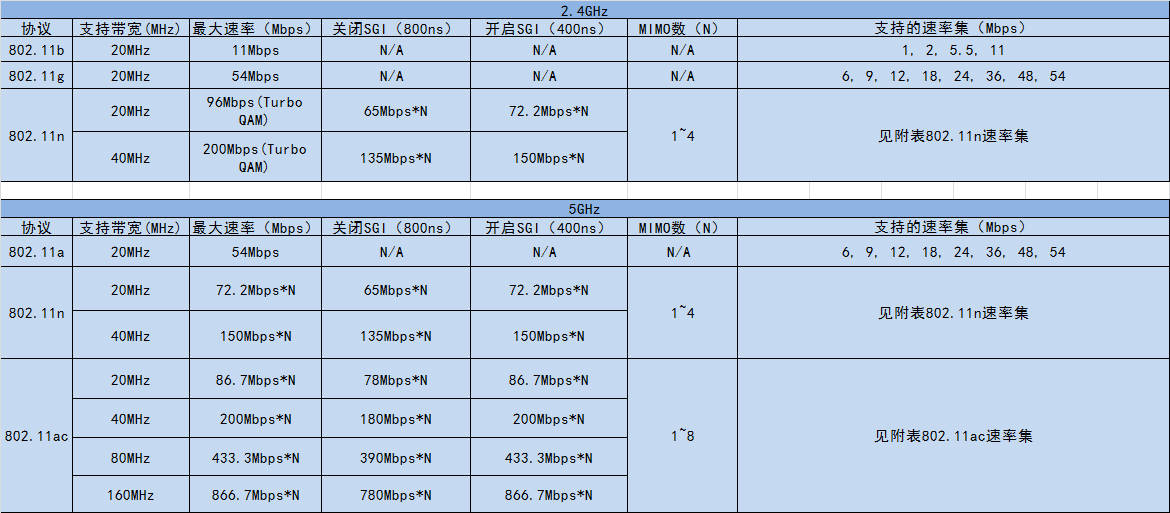 2.4GHz
协议 支持带宽(MHz) 最大速率（Mbps） 关闭SGI（800ns） 开启SGI（400ns） MIMO数（N） 支持的速率集（Mbps）
802.11b 20MHz 11Mbps N/A N/A N/A 1, 2, 5.5, 11
802.11g 20MHz 54Mbps N/A N/A N/A 6, 9, 12, 18, 24, 36, 48, 54
802.11n 20MHz 96Mbps(Turbo QAM) 65Mbps*N 72.2Mbps*N 1~4 见附表802.11n速率集
40MHz 200Mbps(Turbo QAM) 135Mbps*N 150Mbps*N
5GHz
协议 支持带宽(MHz) 最大速率（Mbps） 关闭SGI（800ns） 开启SGI（400ns） MIMO数（N） 支持的速率集（Mbps）
802.11a 20MHz 54Mbps N/A N/A N/A 6, 9, 12, 18, 24, 36, 48, 54
802.11n 20MHz 72.2Mbps*N 65Mbps*N 72.2Mbps*N 1~4 见附表802.11n速率集
40MHz 150Mbps*N 135Mbps*N 150Mbps*N
802.11ac 20MHz 86.7Mbps*N 78Mbps*N 86.7Mbps*N 1~8 见附表802.11ac速率集
40MHz 200Mbps*N 180Mbps*N 200Mbps*N
80MHz 433.3Mbps*N 390Mbps*N 433.3Mbps*N
160MHz 866.7Mbps*N 780Mbps*N 866.7Mbps*N